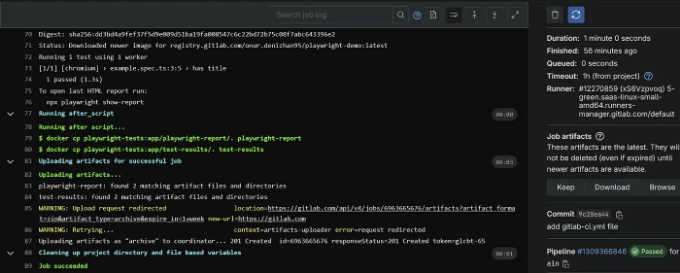 Search job log
70 Digest: sha256:dd3bd4a9fef37f5d9e009d51ba19fa008547c6c22bd72b75c08f7abc643396e2
71 Status: Downloaded newer image for registry.gitlab.com/onur.denizhan95/playwright-demo:latest
72 Running 1 test using 1 worker
73 [1/1] [chromium] › example.spec.ts:3:5 › has title
74 1 passed (1.3s)
75 To open last HTML report run:
76 npx playwright show-report
77 Running after_script 00:00
78 Running after script...
79 $ docker cp playwright-tests:app/playwright-report/. playwright-report
80 $ docker cp playwright-tests:app/test-results/. test-results
81 Uploading artifacts for successful job 00:03
82 Uploading artifacts...
83 playwright-report: found 2 matching artifact files and directories
84 test-results: found 2 matching artifact files and directories
85 WARNING: Upload request redirected location=https://gitlab.com/api/v4/jobs/6963665676/artifacts?artifact_format=zip&artifact_type=archive&expire_in=1+week new-url=https://gitlab.com
86 WARNING: Retrying... context=artifacts-uploader error=request redirected
87 Uploading artifacts as "archive" to coordinator... 201 Created id=6963665676 responseStatus=201 Created token=glcbt-65
88 Cleaning up project directory and file based variables 00:01
89 Job succeeded
Duration: 1 minute 0 seconds
Finished: 56 minutes ago
Queued: 0 seconds
Timeout: 1h (from project)
Runner: #12270859 (xS6Vzpvoq) 5-
green.saas-linux-small-
amd64.runners-
manager.gitlab.com/default
Job artifacts
These artifacts are the latest. They will
not be deleted (even if expired) until
newer artifacts are available.
Keep Download Browse
Commit 9c28ea44
add gitlab-ci.yml file
Pipeline #1309366846 Passed for
ain